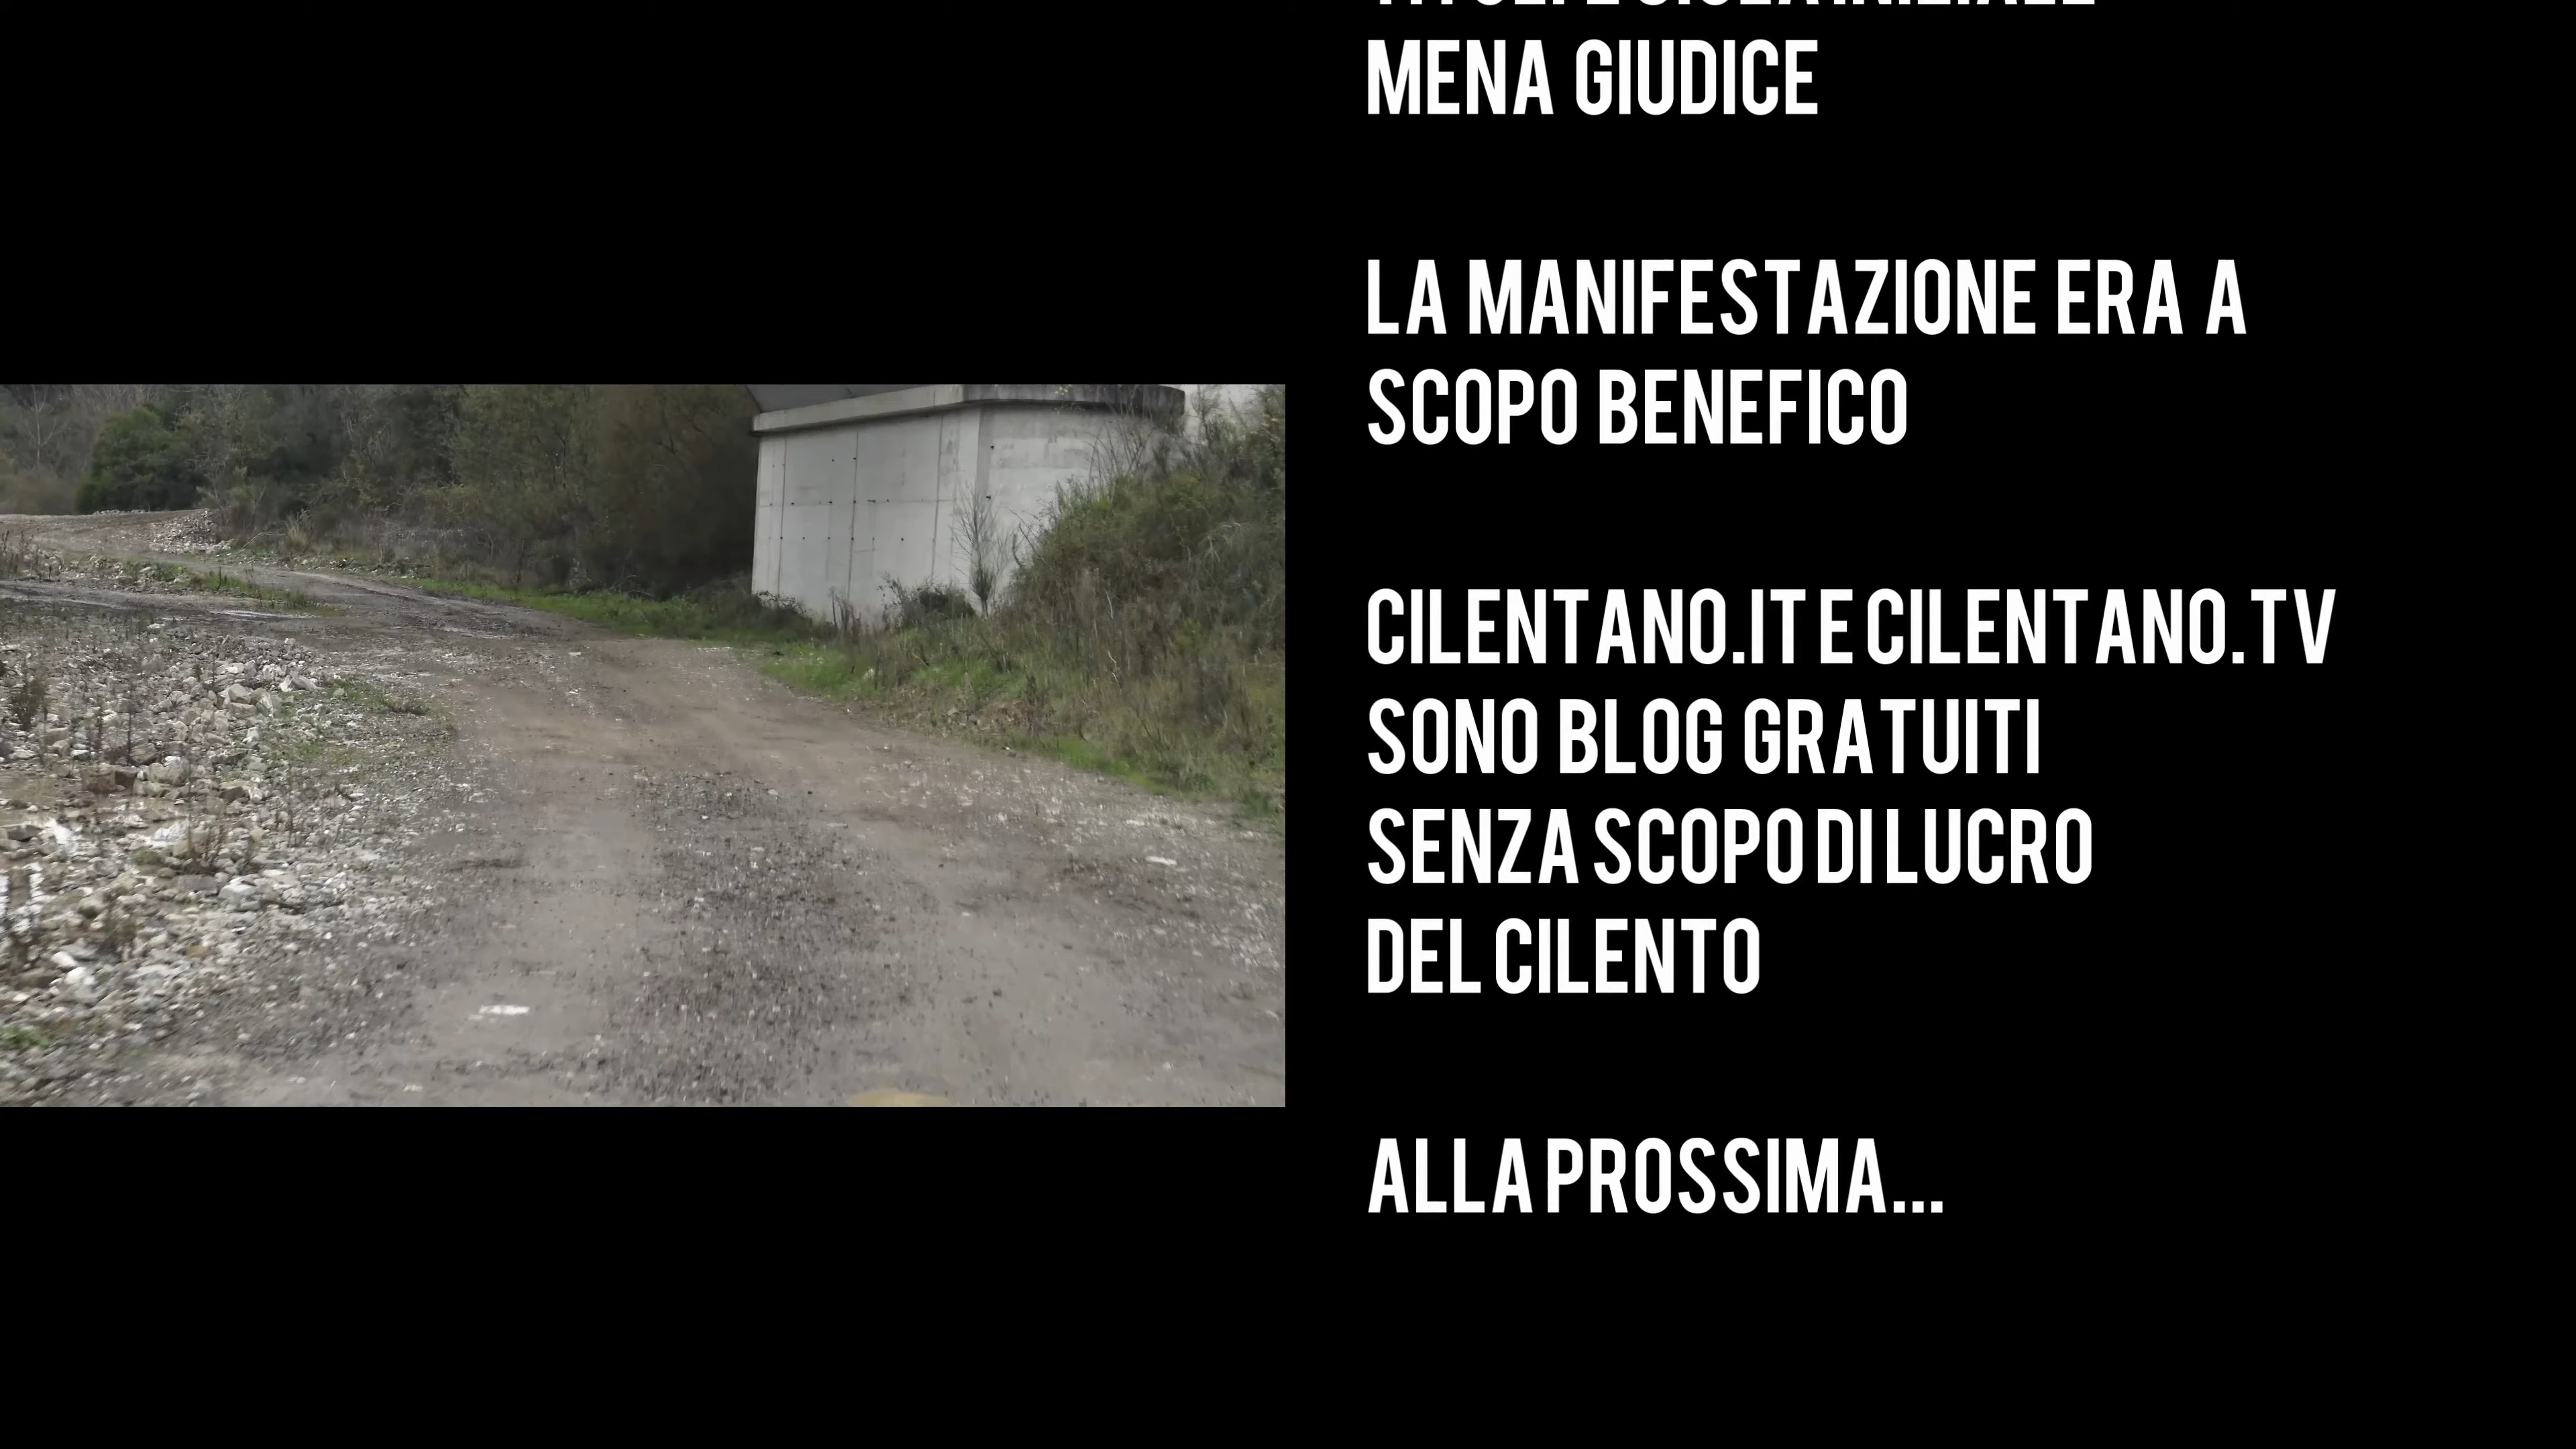 MENA GIUDICE
LA MANIFESTAZIONE ERA A
SCOPO BENEFICO
CILENTANO.IT E CILENTANO.TV
SONO BLOG GRATUITI
SENZA SCOPO DI LUCRO
DEL CILENTO
ALLA PROSSIMA...